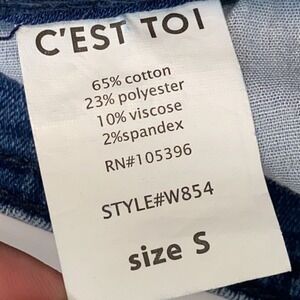 C'EST TOI
65% cotton
23% polyester
10% viscose
2%spandex
RN#105396
STYLE#W854
size S